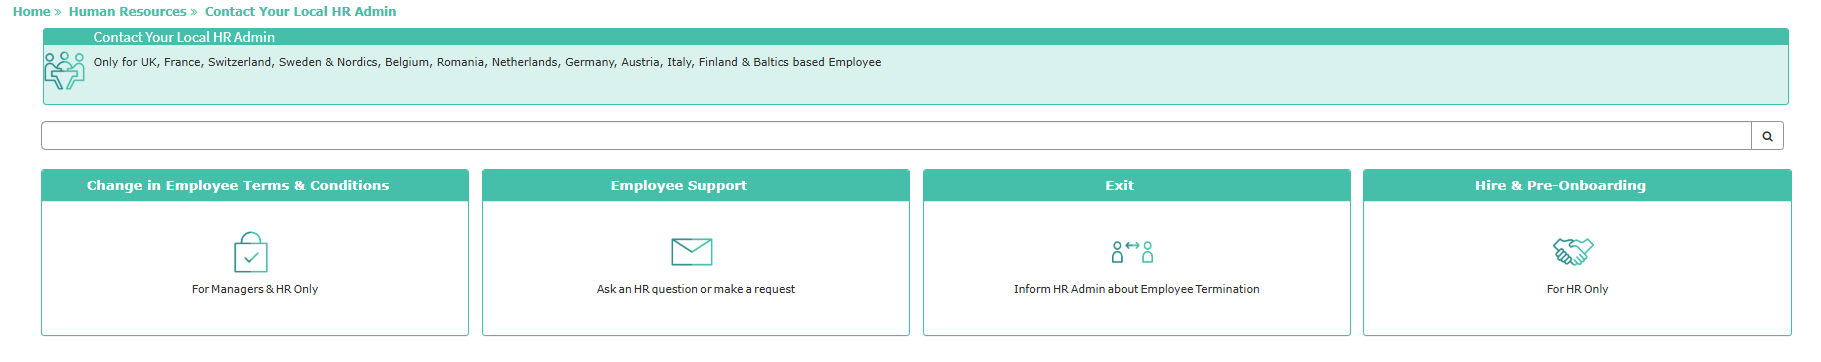 Home » Human Resources » Contact Your Local HR Admin
Contact Your Local HR Admin
Only for UK, France, Switzerland, Sweden & Nordics, Belgium, Romania, Netherlands, Germany, Austria, Italy, Finland & Baltics based Employee
Change in Employee Terms & Conditions
For Managers & HR Only
Employee Support
Ask an HR question or make a request
Exit
Inform HR Admin about Employee Termination
Hire & Pre-Onboarding
For HR Only